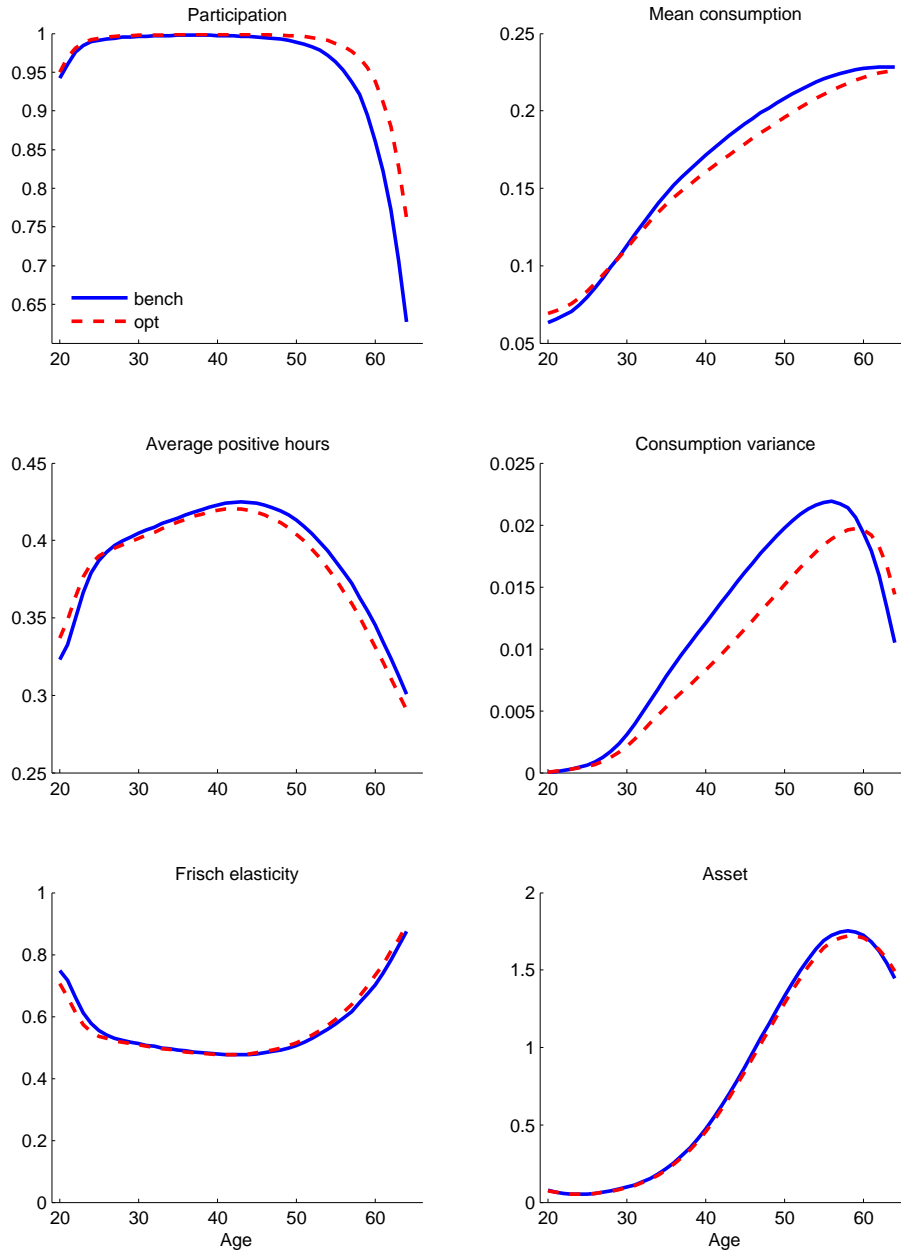 Participation
1
0.95
0.9
0.85
0.8
0.75
0.7
0.65
bench
opt
20 30 40 50 60
Mean consumption
0.25
0.2
0.15
0.1
0.05
20 30 40 50 60
Average positive hours
0.45
0.4
0.35
0.3
0.25
20 30 40 50 60
Consumption variance
0.025
0.02
0.015
0.01
0.005
0
20 30 40 50 60
Frisch elasticity
1
0.8
0.6
0.4
0.2
0
20 30 40 50 60
Age
Asset
2
1.5
1
0.5
0
20 30 40 50 60
Age